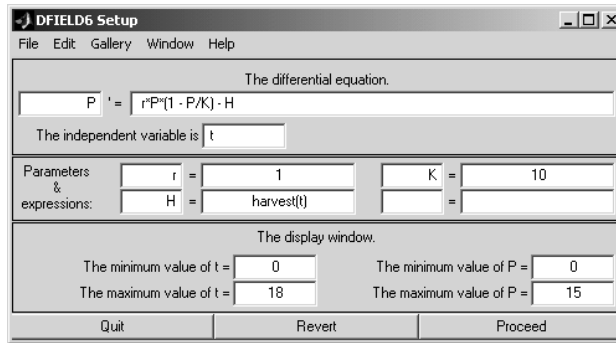 DFIELD6 Setup
File Edit Gallery Window Help
The differential equation.
P ' = r*P*(1 - P/K) - H
The independent variable is t
Parameters & expressions:
r = 1 K = 10
H = harvest(t) =
The display window.
The minimum value of t = 0 The minimum value of P = 0
The maximum value of t = 18 The maximum value of P = 15
Quit Revert Proceed